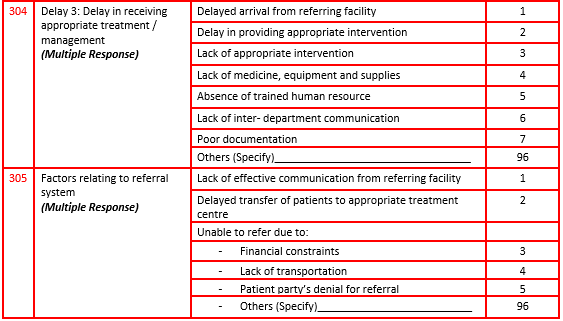 304 Delay 3: Delay in receiving appropriate treatment / management (Multiple Response)
Delayed arrival from referring facility 1
Delay in providing appropriate intervention 2
Lack of appropriate intervention 3
Lack of medicine, equipment and supplies 4
Absence of trained human resource 5
Lack of inter- department communication 6
Poor documentation 7
Others (Specify)__________________________________ 96
305 Factors relating to referral system (Multiple Response)
Lack of effective communication from referring facility 1
Delayed transfer of patients to appropriate treatment centre 2
Unable to refer due to:
- Financial constraints 3
- Lack of transportation 4
- Patient party’s denial for referral 5
- Others (Specify)___________________________ 96